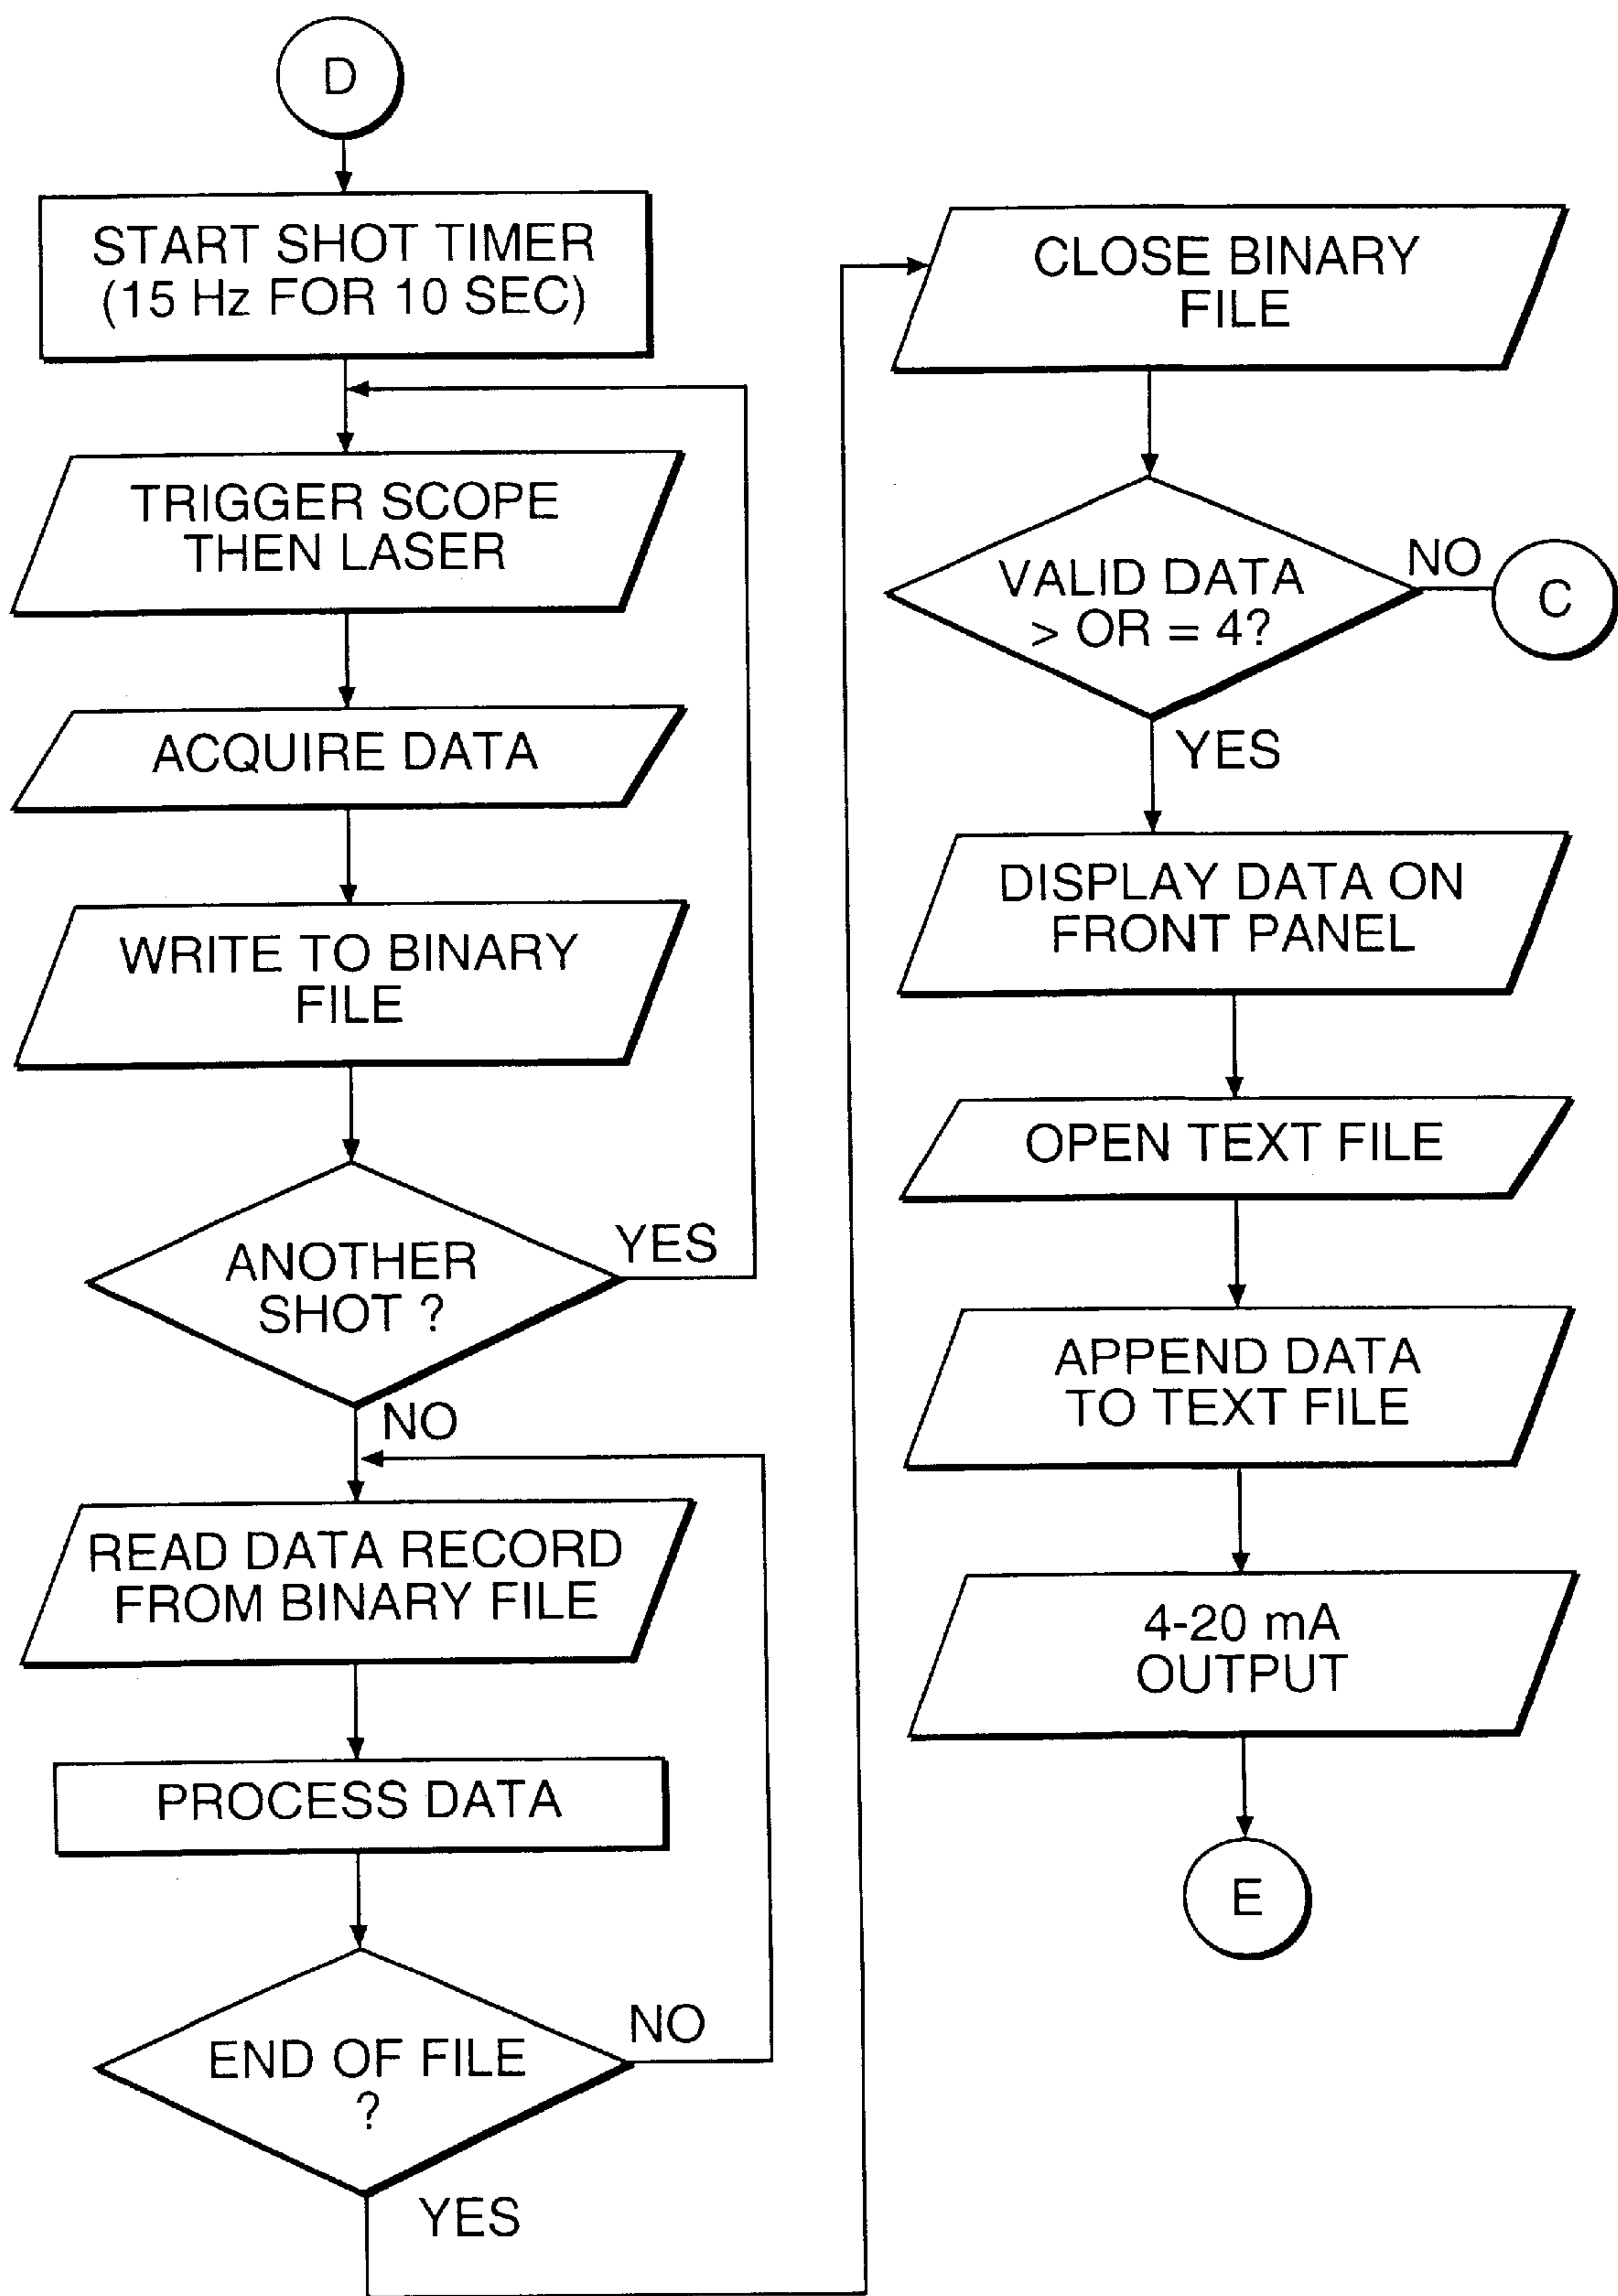 D
START SHOT TIMER
(15 Hz FOR 10 SEC)
TRIGGER SCOPE
THEN LASER
ACQUIRE DATA
WRITE TO BINARY
FILE
ANOTHER
SHOT ?
YES
NO
READ DATA RECORD
FROM BINARY FILE
PROCESS DATA
END OF FILE
?
NO
YES
CLOSE BINARY
FILE
VALID DATA
> OR = 4?
NO
C
YES
DISPLAY DATA ON
FRONT PANEL
OPEN TEXT FILE
APPEND DATA
TO TEXT FILE
4-20 mA
OUTPUT
E